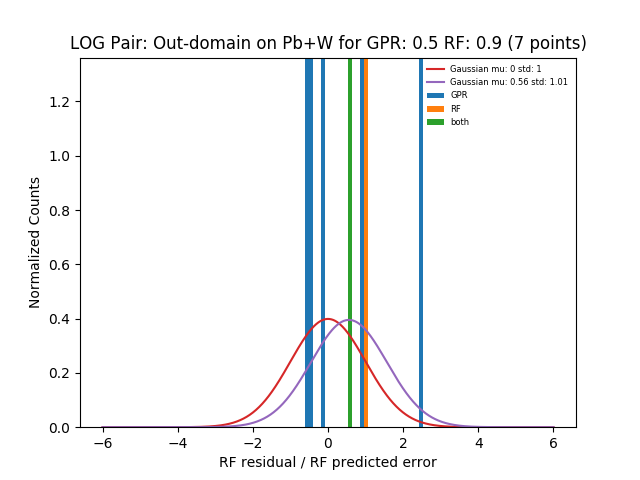 LOG Pair: Out-domain on Pb+W for GPR: 0.5 RF: 0.9 (7 points)
Gaussian mu: 0 std: 1
Gaussian mu: 0.56 std: 1.01
GPR
RF
both
Normalized Counts
1.2
1.0
0.8
0.6
0.4
0.2
0.0
−6 −4 −2 0 2 4 6
RF residual / RF predicted error